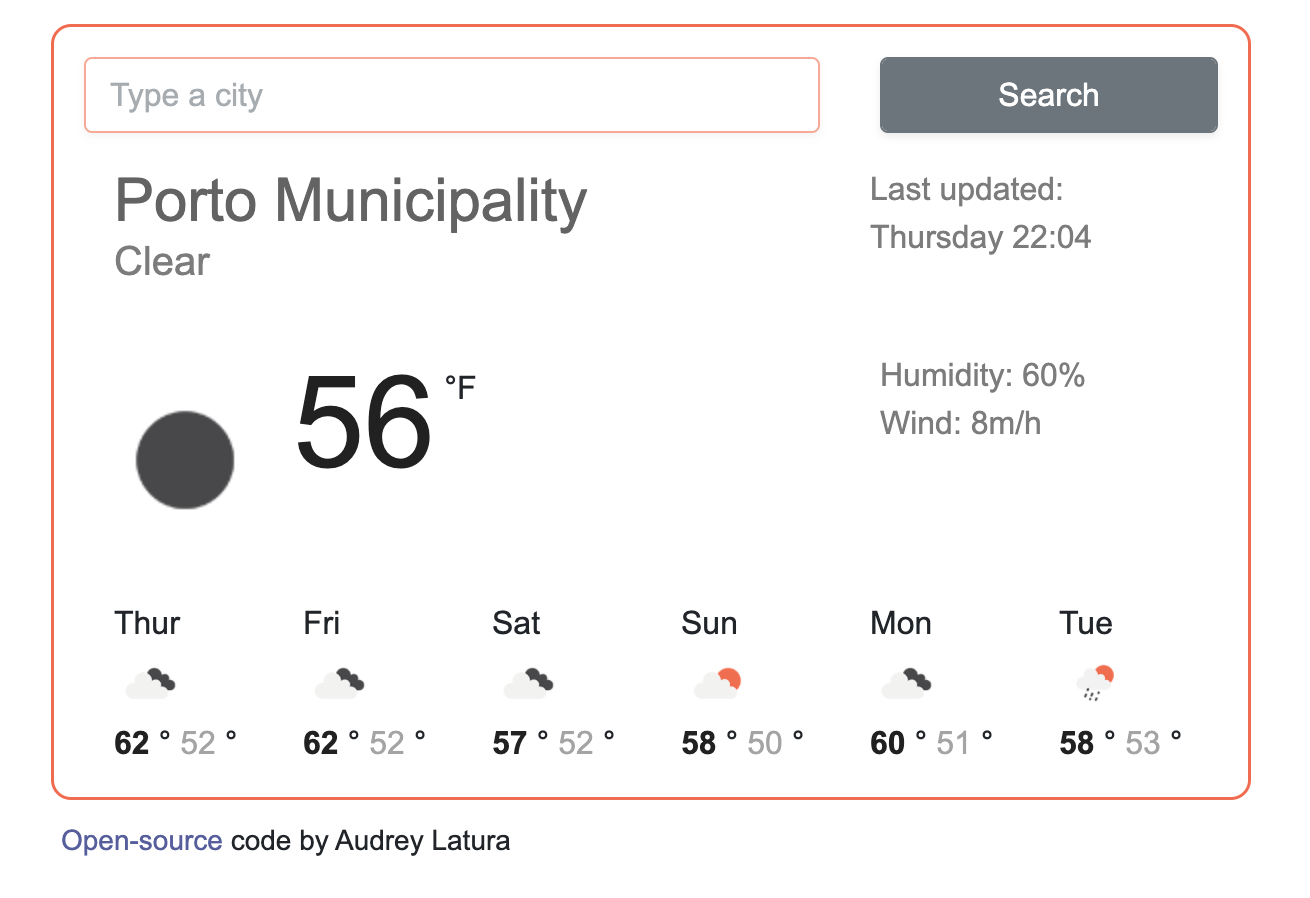 Type a city
Search
Porto Municipality
Clear
Last updated:
Thursday 22:04
56 °F
Humidity: 60%
Wind: 8m/h
Thur Fri Sat Sun Mon Tue
62 ° 52 ° 62 ° 52 ° 57 ° 52 ° 58 ° 50 ° 60 ° 51 ° 58 ° 53 °
Open-source code by Audrey Latura